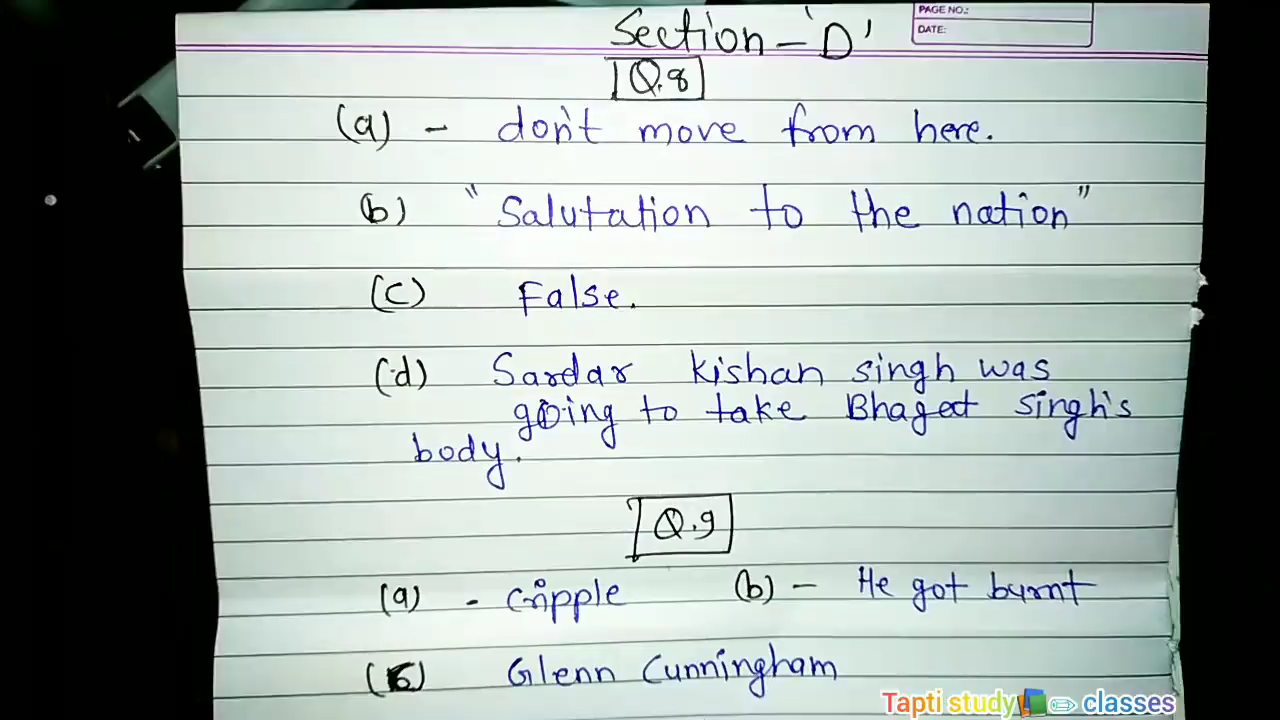 PAGE NO.:
DATE:
Section - 'D'
Q.8
(a) - don't move from here.
(b) "Salutation to the nation"
(c) False.
(d) Sardar kishan singh was
going to take Bhaged singh's
body.
Q.9
(a) - cripple (b) - He got burnt
(c) Glenn Cunningham
Tapti study classes